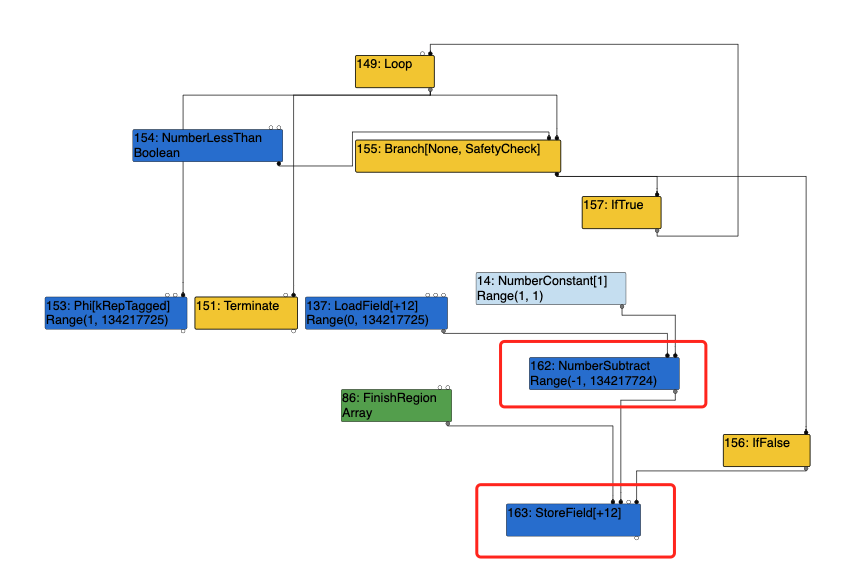 149: Loop
154: NumberLessThan
Boolean
155: Branch[None, SafetyCheck]
157: IfTrue
14: NumberConstant[1]
Range(1, 1)
153: Phi[kRepTagged]
Range(1, 134217725)
151: Terminate
137: LoadField[+12]
Range(0, 134217725)
162: NumberSubtract
Range(-1, 134217724)
86: FinishRegion
Array
156: IfFalse
163: StoreField[+12]